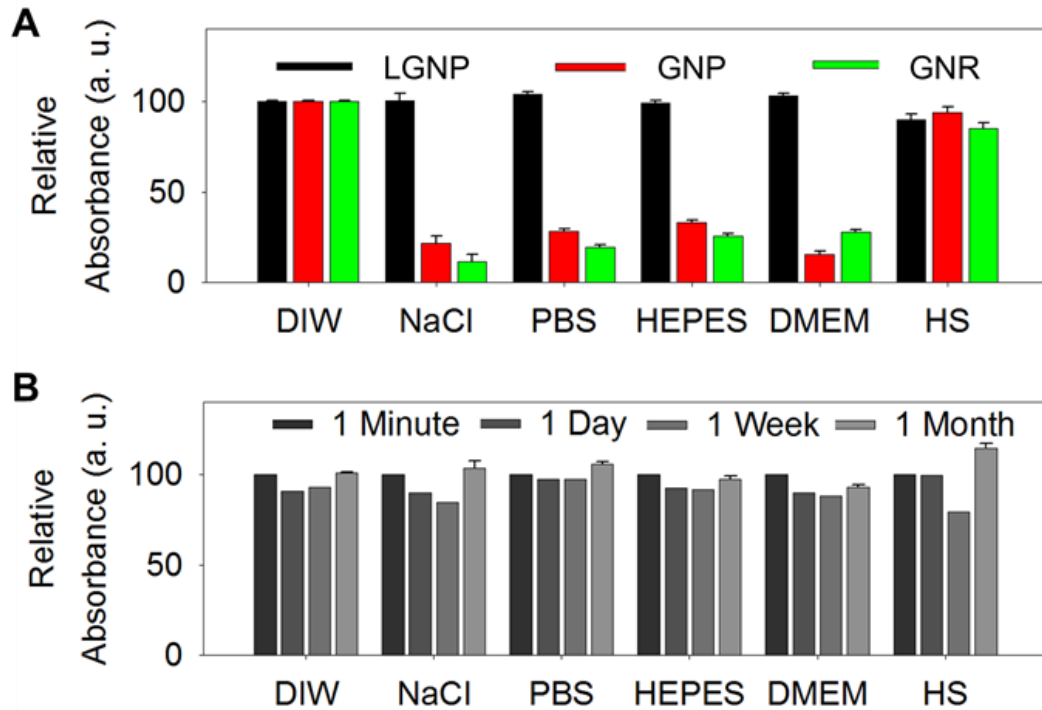 A
Relative
Absorbance (a. u.)
LGNP GNP GNR
100
50
0
DIW NaCl PBS HEPES DMEM HS
B
Relative
Absorbance (a. u.)
1 Minute 1 Day 1 Week 1 Month
100
50
0
DIW NaCl PBS HEPES DMEM HS